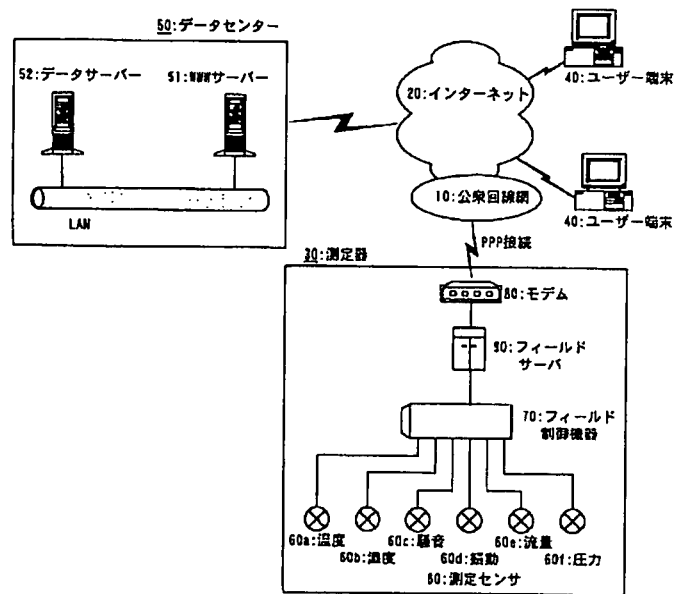 50:データセンター
52:データサーバー
51:WWWサーバー
LAN
20:インターネット
40:ユーザー端末
10:公衆回線網
40:ユーザー端末
PPP接続
30:測定器
80:モデム
90:フィールド
サーバ
70:フィールド
制御機器
60a:温度
60b:湿度
60c:騒音
60d:振動
60e:流量
60f:圧力
60:測定センサ